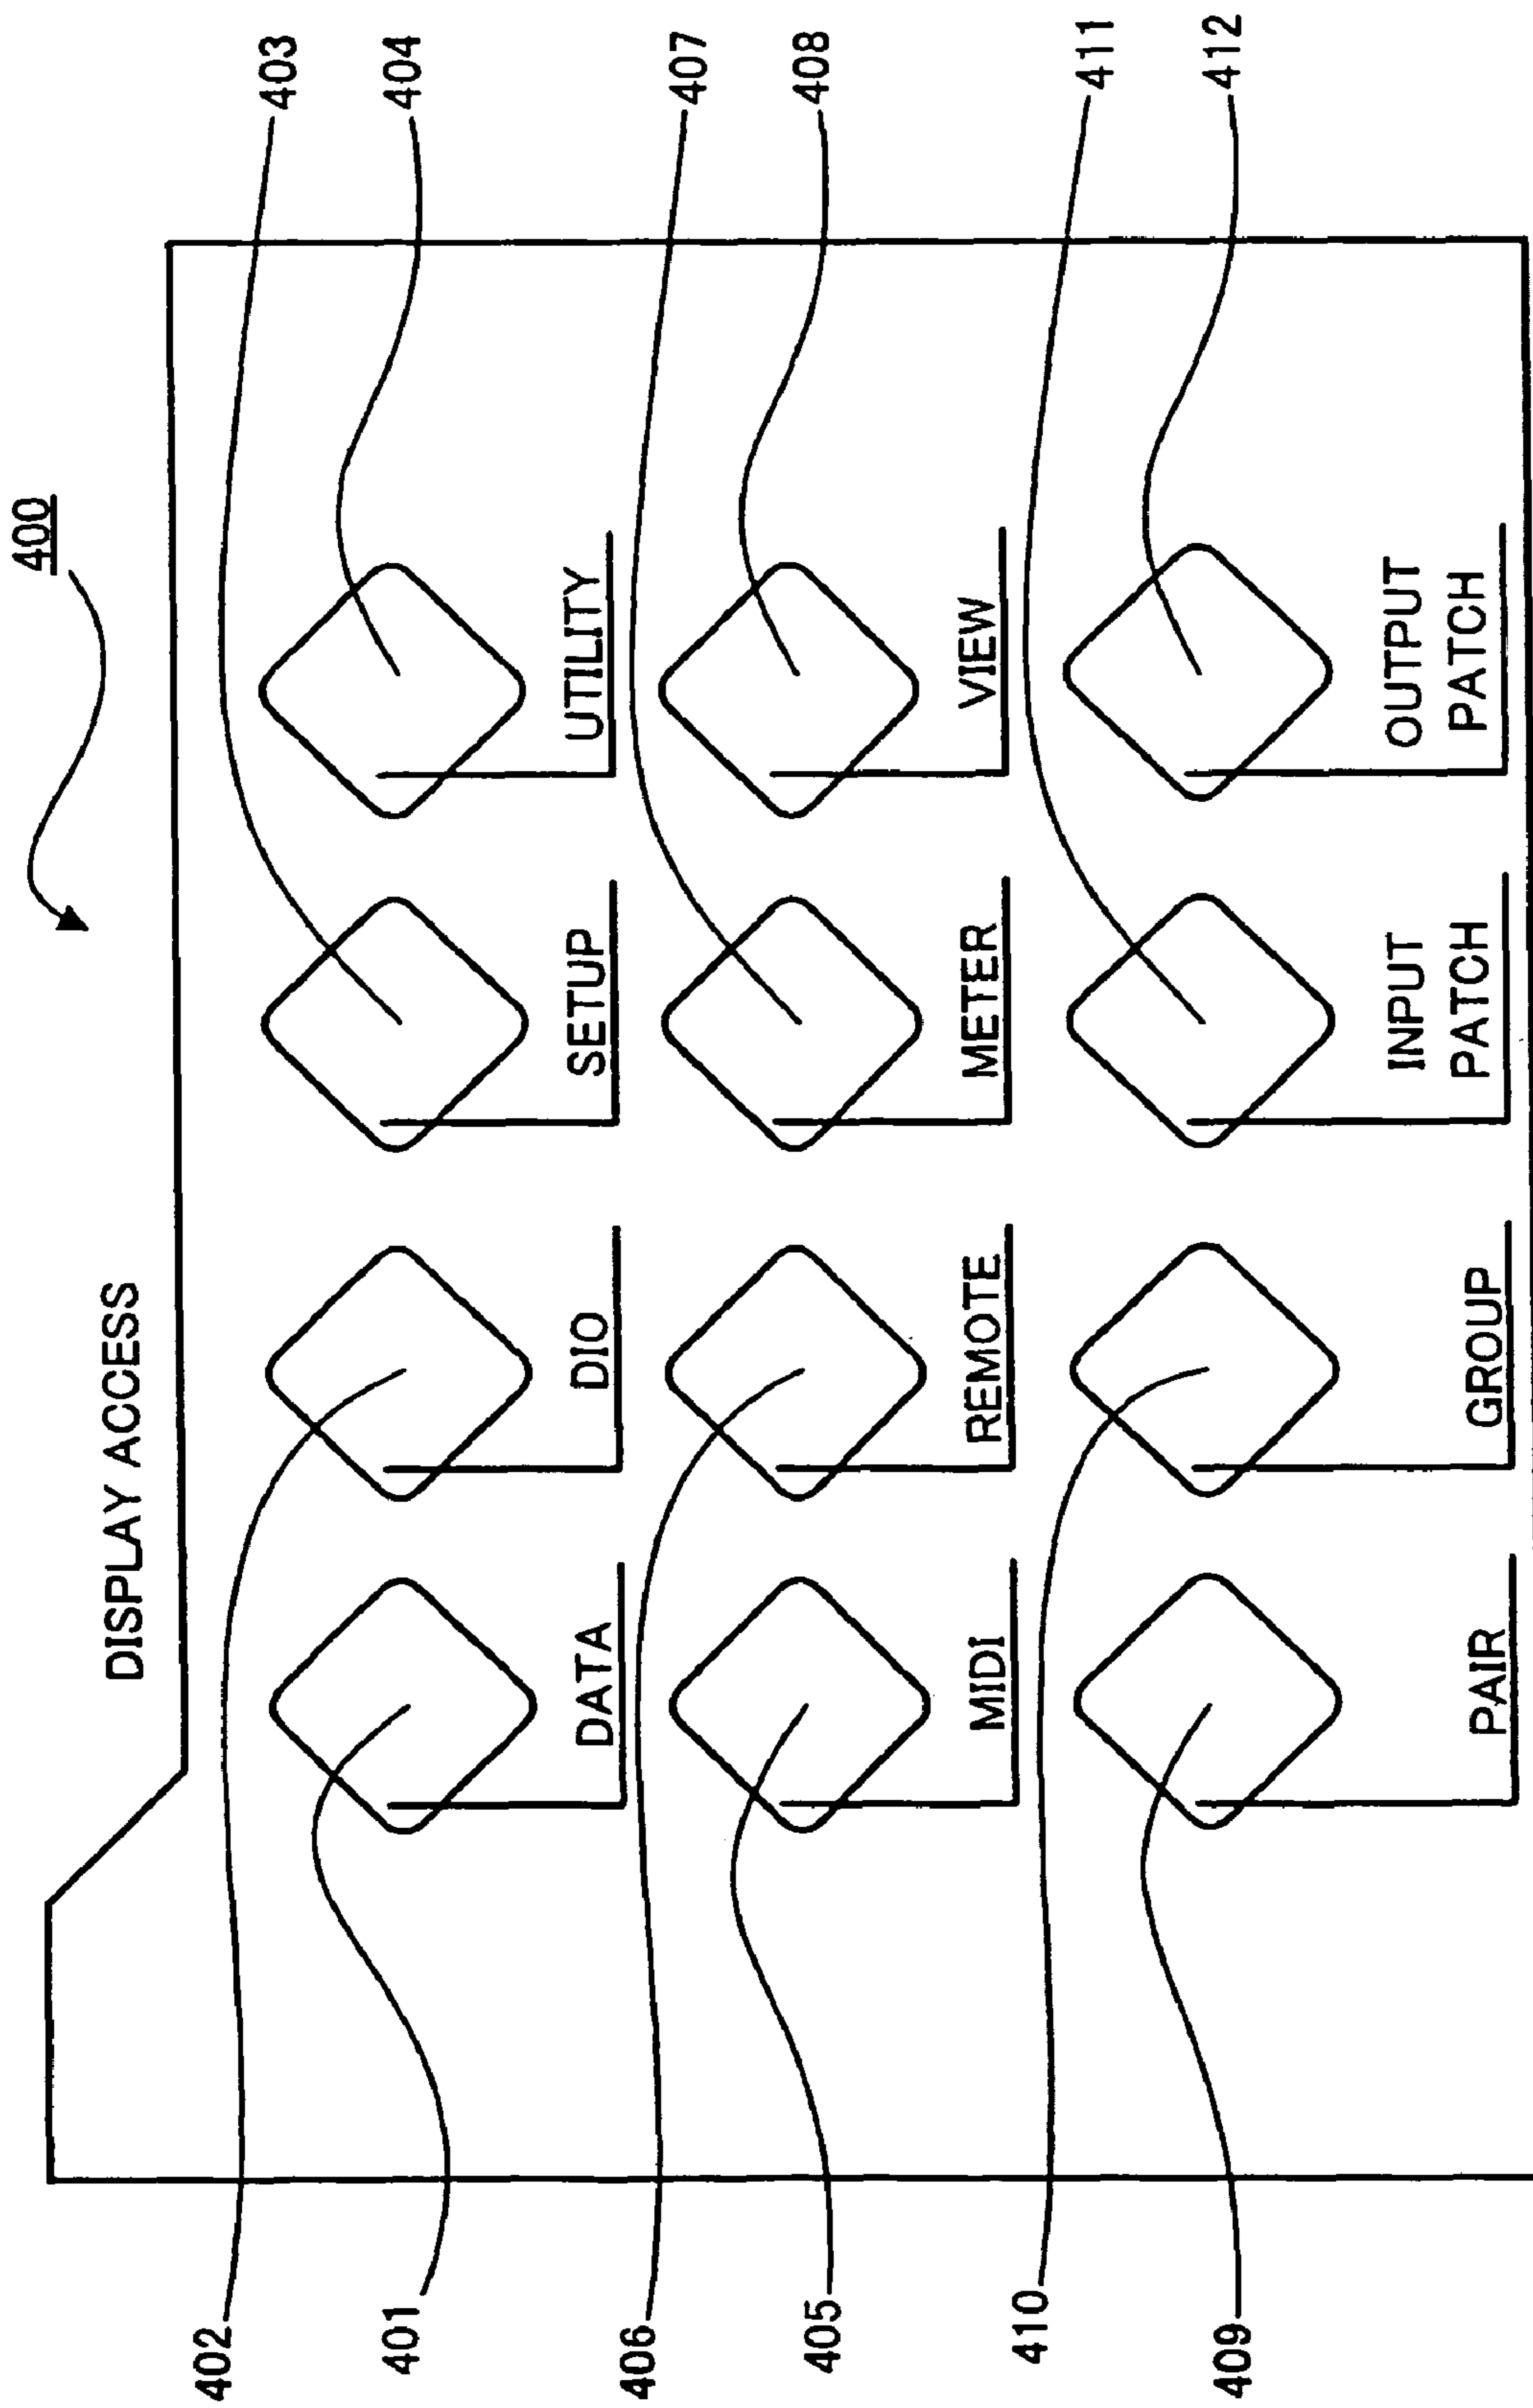 400
DISPLAY ACCESS
402
403
401
404
DATA
DIO
SETUP
UTILITY
406
407
405
408
MIDI
REMOTE
METER
VIEW
410
411
409
412
PAIR
GROUP
INPUT
PATCH
OUTPUT
PATCH